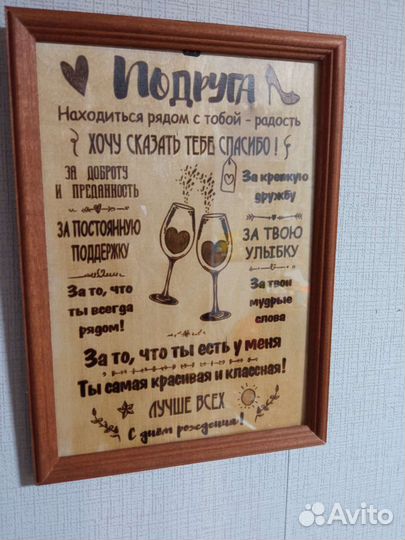 Подруга
Находиться рядом с тобой - радость
ХОЧУ СКАЗАТЬ ТЕБЕ СПАСИБО!
ЗА ДОБРОТУ
И ПРЕДАННОСТЬ
За крепкую
дружбу
ЗА ПОСТОЯННУЮ
ПОДДЕРЖКУ
ЗА ТВОЮ
УЛЫБКУ
За то, что
ты всегда
рядом!
За твои
мудрые
слова
За то, что ты есть у меня
Ты самая красивая и классная!
ЛУЧШЕ ВСЕХ
С днём рождения!
Avito